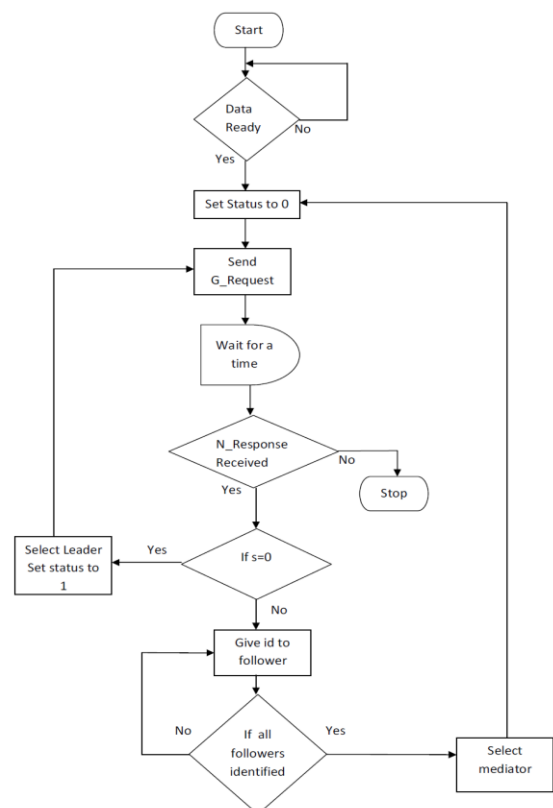 Start
Data
Ready
No
Yes
Set Status to 0
Send
G_Request
Wait for a
time
N_Response
Received
No
Yes
Stop
Select Leader
Set status to
1
Yes
If s=0
No
Give id to
follower
No
If all
followers
identified
Yes
Select
mediator